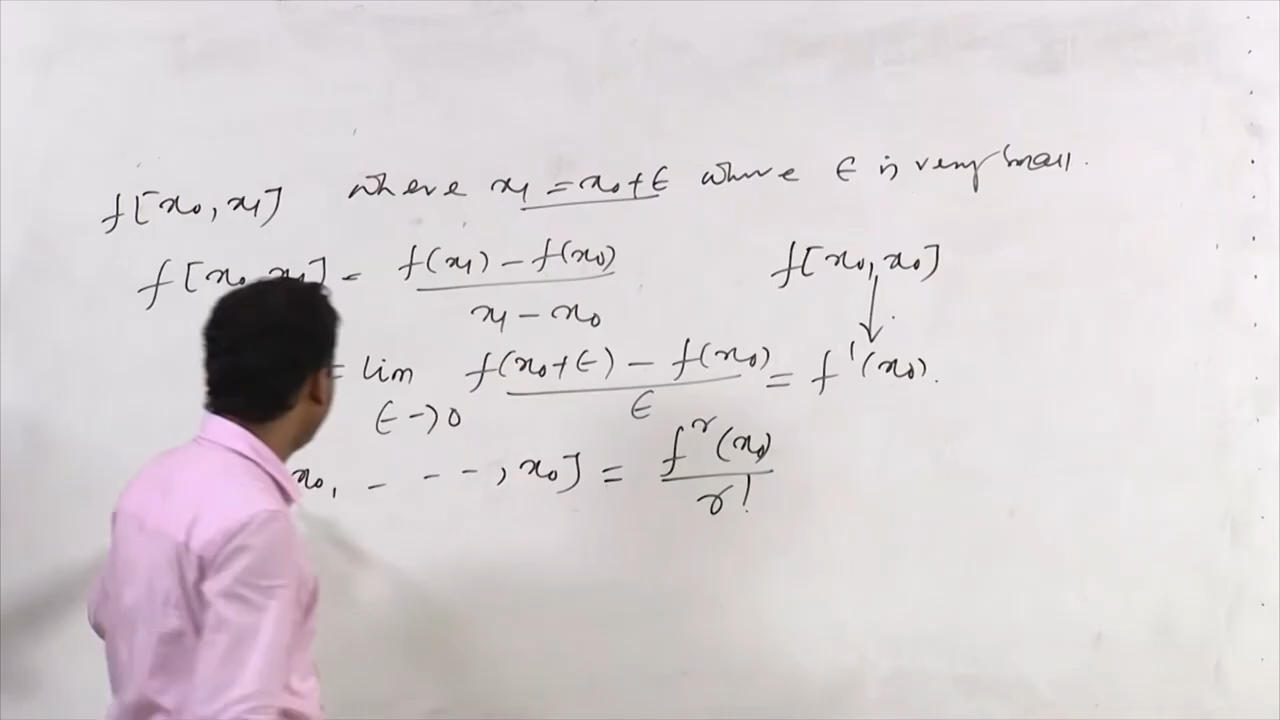 f[x₀, x₁] where x₁ = x₀+ϵ where ϵ is very small.
f[x₀, x₁] = f(x₁) – f(x₀) / x₁ – x₀
f[x₀, x₀]
= lim ϵ→0 f(x₀+ϵ) – f(x₀) / ϵ = f'(x₀).
x₀, - - -, x₀] = fʳ(x₀) / r!